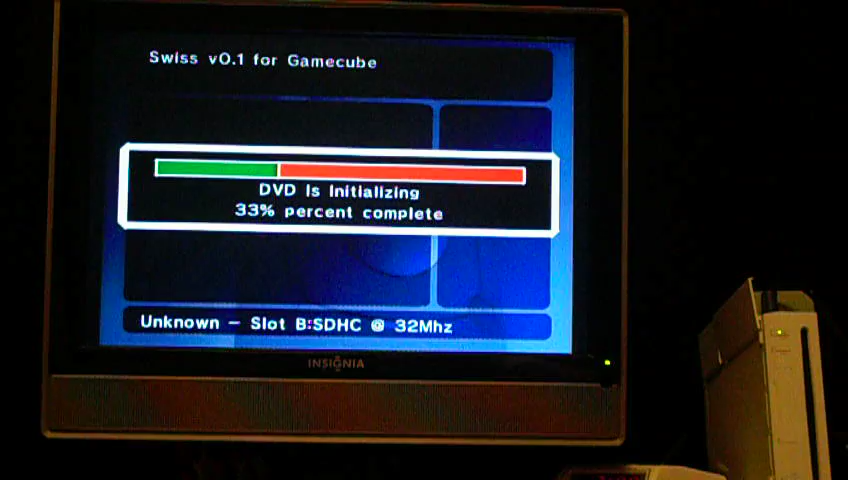 Swiss v0.1 for Gamecube
DVD Is Initializing
33% percent complete
Unknown - Slot B:SDHC @ 32Mhz
INSIGNIA